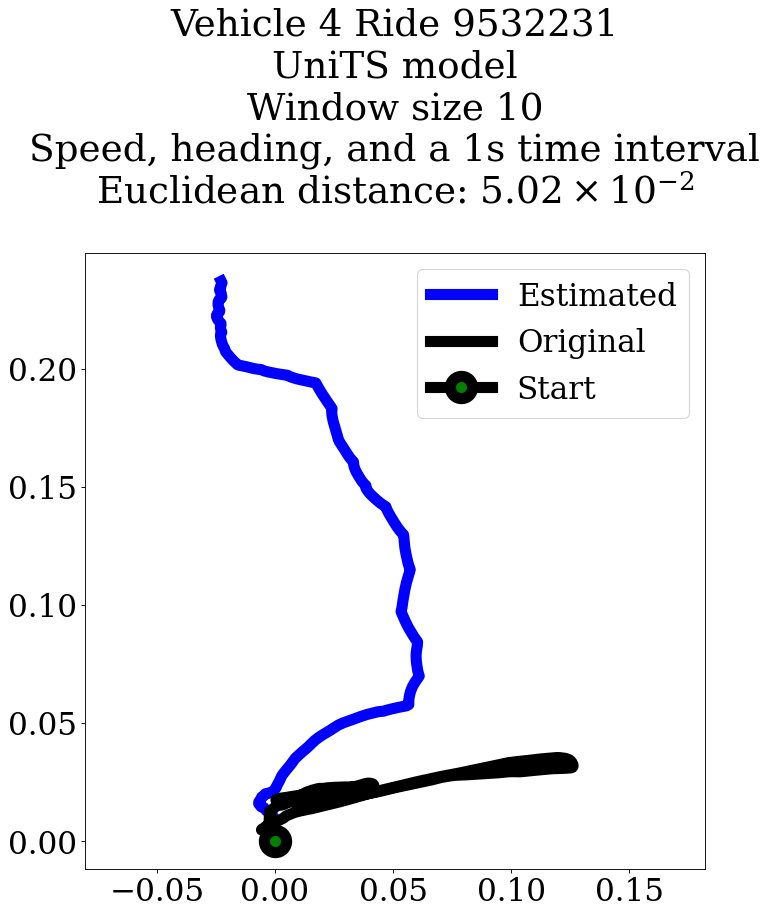 Vehicle 4 Ride 9532231
UniTS model
Window size 10
Speed, heading, and a 1s time interval
Euclidean distance: 5.02 × 10⁻²
Estimated
Original
Start
0.20
0.15
0.10
0.05
0.00
−0.05 0.00 0.05 0.10 0.15